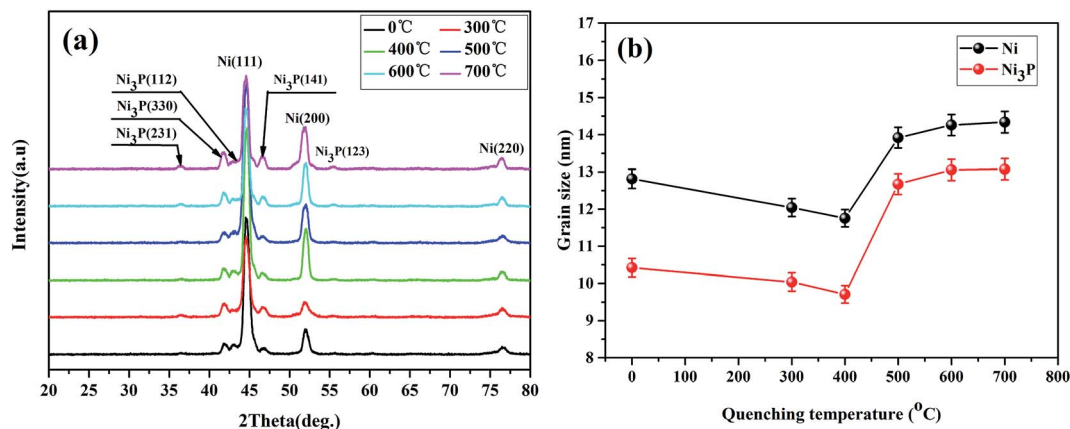 (a)
0℃
300℃
400℃
500℃
600℃
700℃
Ni(111)
Ni₃P(112)
Ni₃P(141)
Ni₃P(330)
Ni₃P(231)
Ni(200)
Ni₃P(123)
Ni(220)
Intensity(a.u)
20 25 30 35 40 45 50 55 60 65 70 75 80
2Theta(deg.)
(b)
Ni
Ni₃P
17
16
15
14
13
12
11
10
9
8
Grain size (nm)
0 100 200 300 400 500 600 700 800
Quenching temperature (°C)